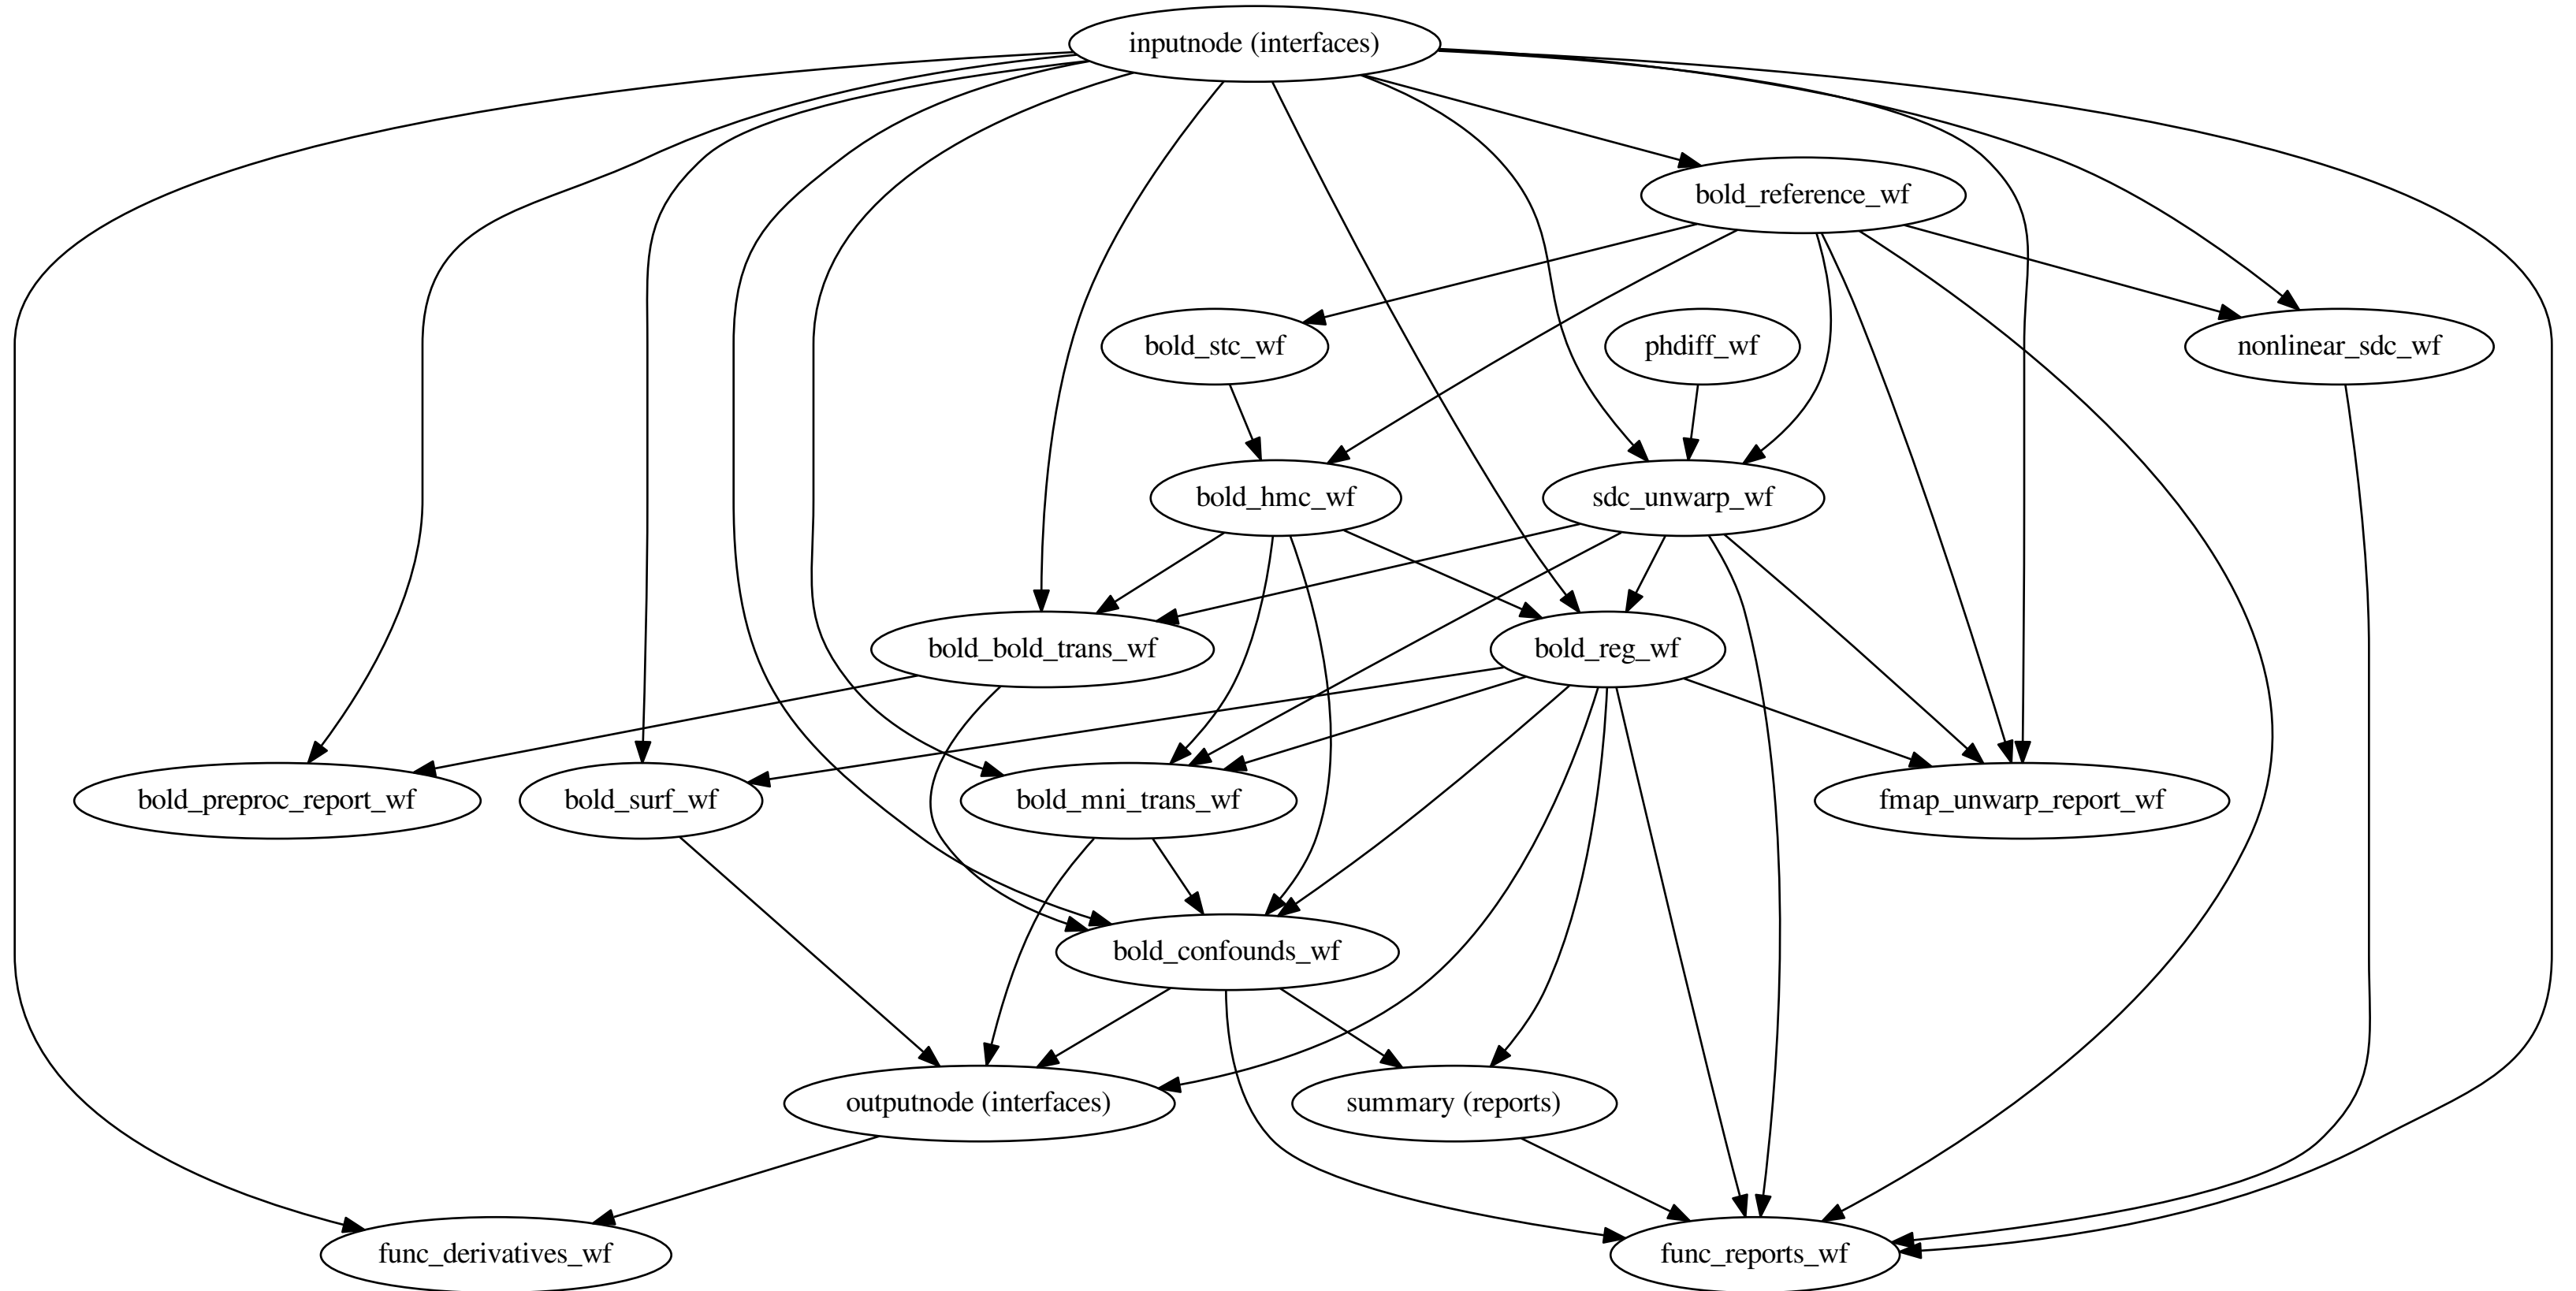 inputnode (interfaces)
bold_reference_wf
bold_stc_wf
phdiff_wf
nonlinear_sdc_wf
bold_hmc_wf
sdc_unwarp_wf
bold_bold_trans_wf
bold_reg_wf
bold_preproc_report_wf
bold_surf_wf
bold_mni_trans_wf
fmap_unwarp_report_wf
bold_confounds_wf
outputnode (interfaces)
summary (reports)
func_derivatives_wf
func_reports_wf